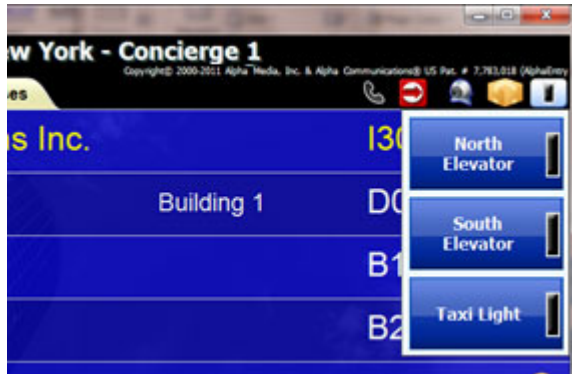 ew York - Concierge 1
Copyright© 2000-2011 Alpha Media, Inc. & Alpha Communications® US Pat. # 7,783,018 (AlphaEntry
es
s Inc.
I30
Building 1
D0
B1
B2
North
Elevator
South
Elevator
Taxi Light